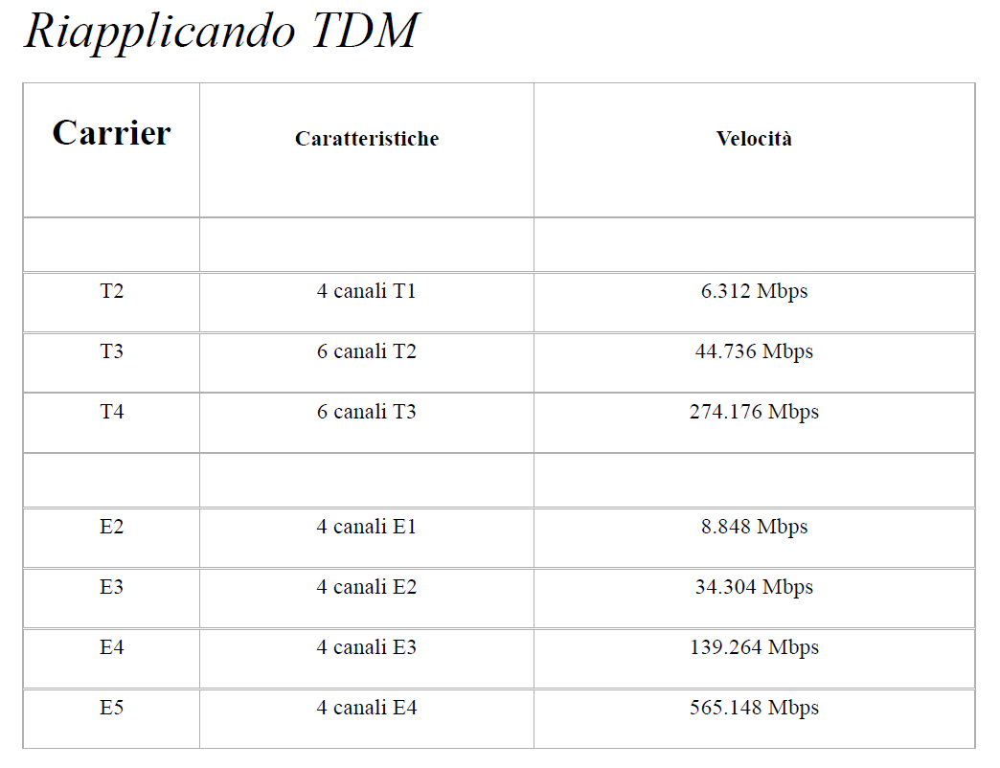 Riapplicando TDM
Carrier Caratteristiche Velocità
T2 4 canali T1 6.312 Mbps
T3 6 canali T2 44.736 Mbps
T4 6 canali T3 274.176 Mbps
E2 4 canali E1 8.848 Mbps
E3 4 canali E2 34.304 Mbps
E4 4 canali E3 139.264 Mbps
E5 4 canali E4 565.148 Mbps